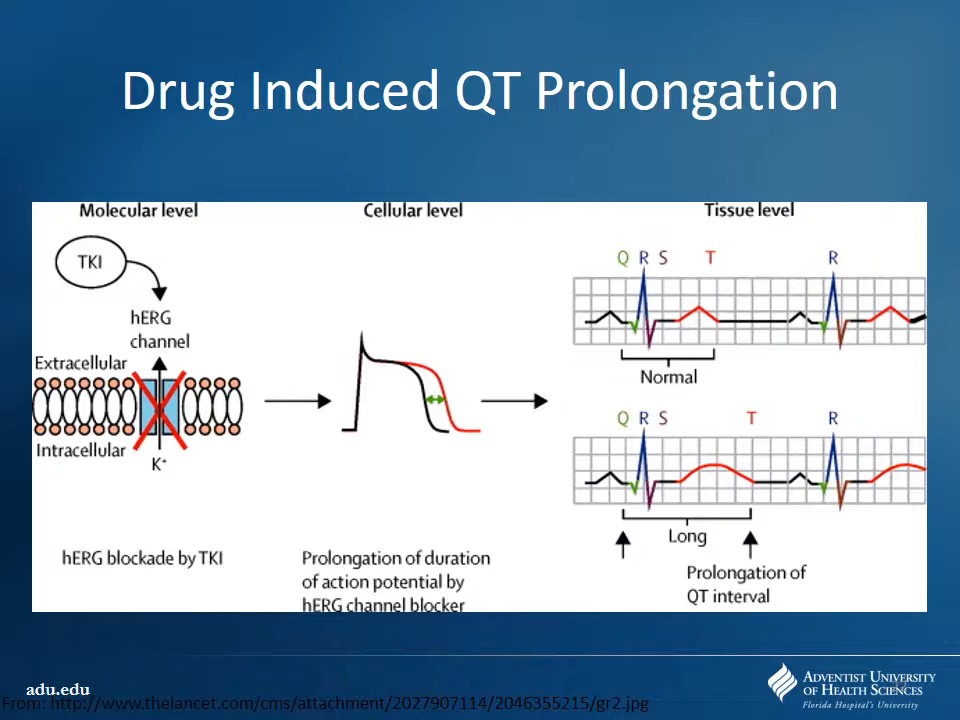 Drug Induced QT Prolongation
Molecular level
TKI
hERG
channel
Extracellular
Intracellular
K+
hERG blockade by TKI
Cellular level
Prolongation of duration
of action potential by
hERG channel blocker
Tissue level
Q R S T R
Normal
Q R S T R
Long
Prolongation of
QT interval
adu.edu
From: http://www.thelancet.com/cms/attachment/2027907114/2046355215/gr2.jpg
ADVENTIST UNIVERSITY
OF HEALTH SCIENCES
Florida Hospital's University